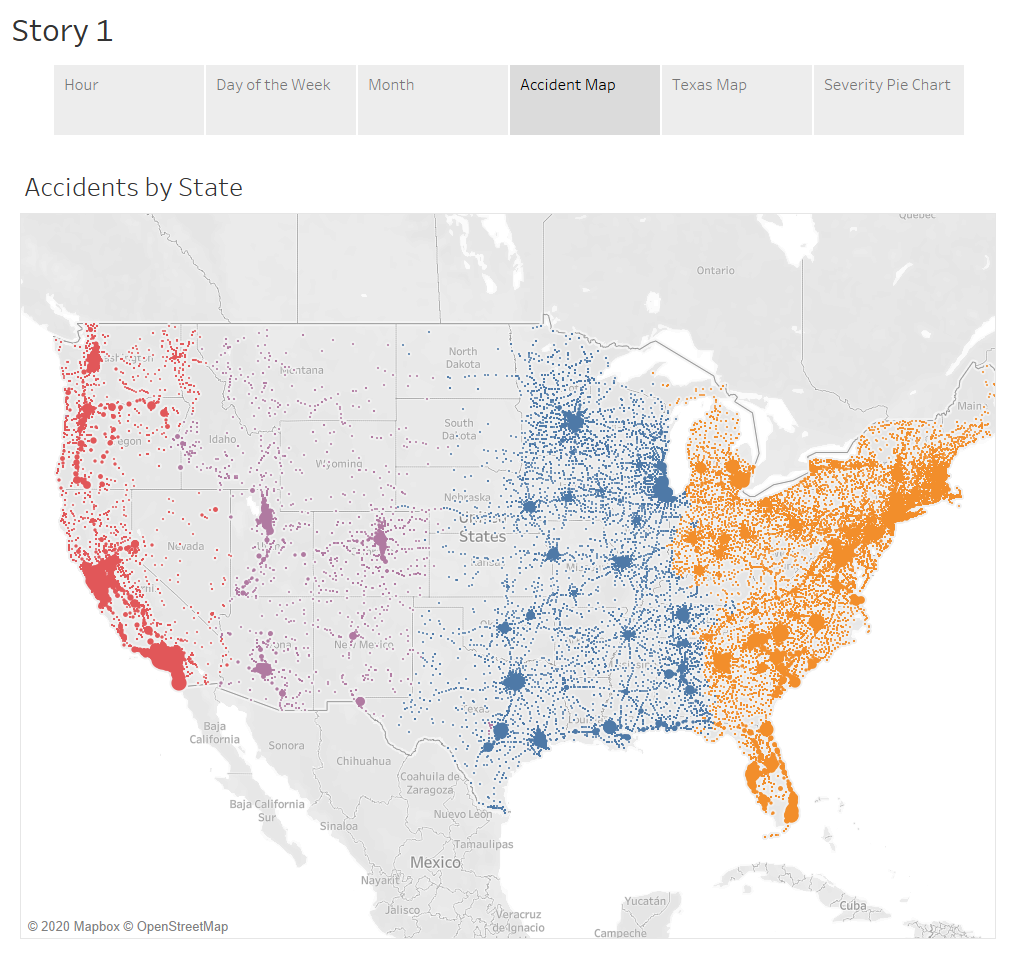 Story 1
Hour
Day of the Week
Month
Accident Map
Texas Map
Severity Pie Chart
Accidents by State
Quebec
Ontario
North
Dakota
Montana
Main
South
Dakota
Idaho
Wyoming
Nebraska
States
Nevada
Baja
California
Sonora
Chihuahua
Coahuila de
Zaragoza
Baja California
Sur
Nuevo León
Sinaloa
Tamaulipas
Mexico
Nayarit
Jalisco
Yucatán
Cuba
Veracruz
de Ignacio
Campeche
© 2020 Mapbox © OpenStreetMap